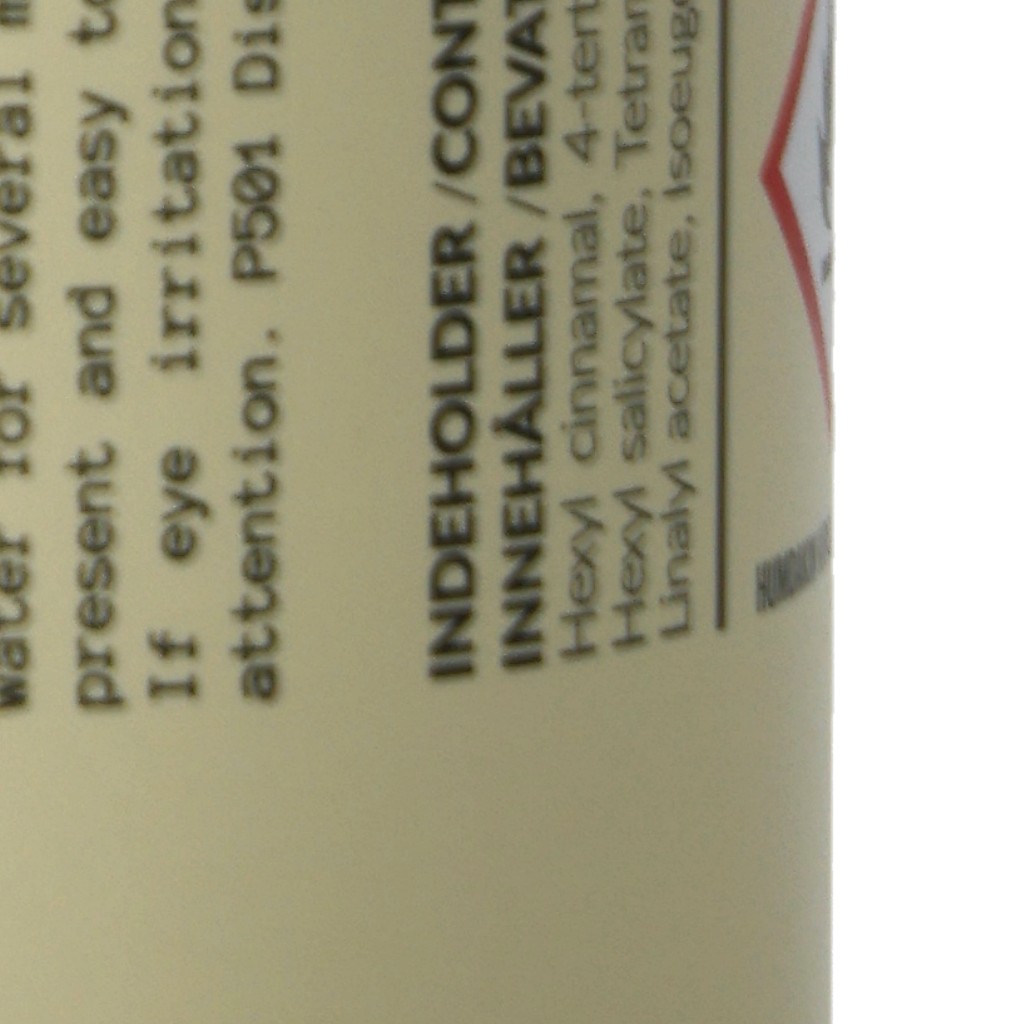 water for several m
present and easy to
If eye irritation
attention. P501 Dis
INDEHOLDER /CONT
INNEHÅLLER /BEVAT
Hexyl cinnamal, 4-tert
Hexyl salicylate, Tetram
Linalyl acetate, Isoeuge